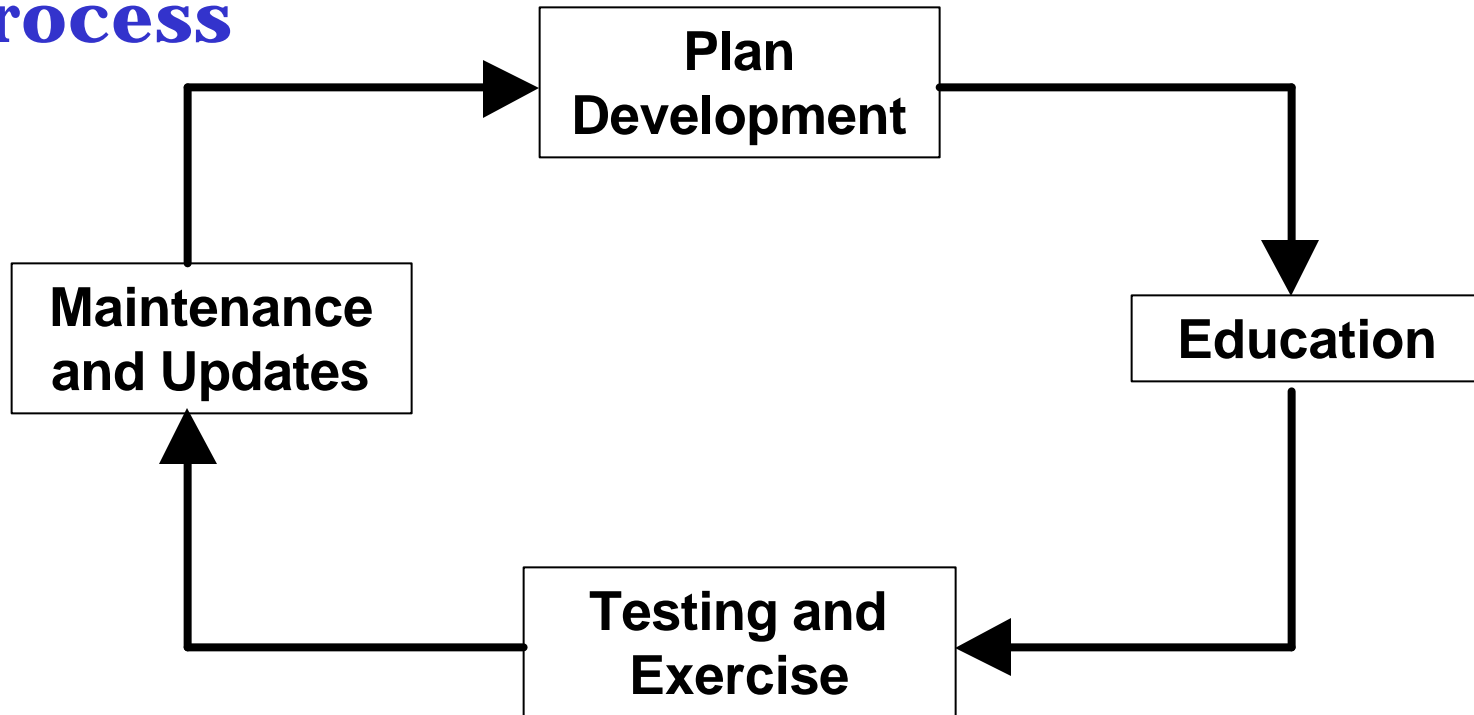 rocess
Plan
Development
Maintenance
and Updates
Education
Testing and
Exercise